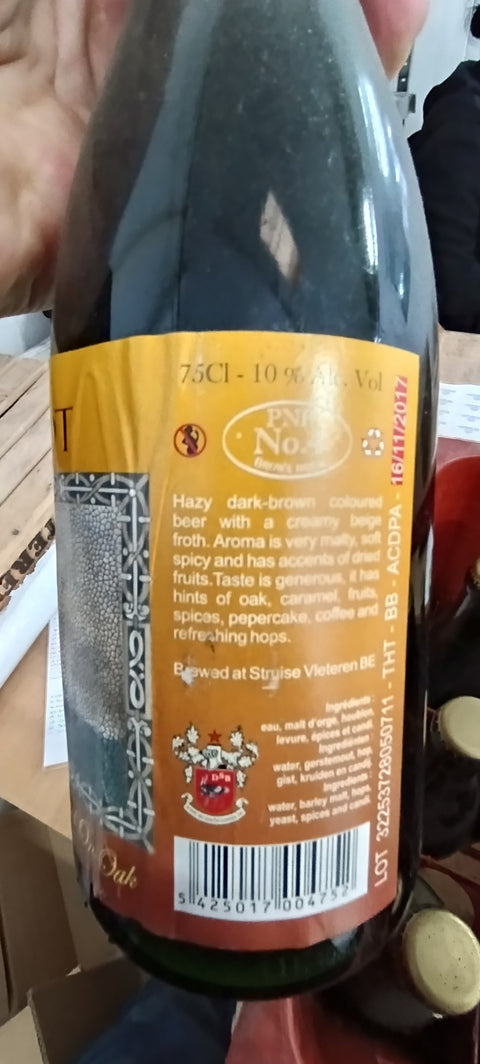 75Cl - 10 % Alc. Vol
T
PNP
No.
Hazy dark-brown coloured
beer with a creamy beige
froth. Aroma is very malty, soft
spicy and has accents of dried
fruits.Taste is generous, it has
hints of oak, caramel, fruits,
spices, pepercake, coffee and
refreshing hops.
Brewed at Struise Vleteren BE
Ingrédients :
eau, malt d'orge, houblon,
levure, épices et candi.
Ingrediënten :
water, gerstemout, hop,
gist, kruiden en candij.
Ingredients :
water, barley malt, hops,
yeast, spices and candi.
DSB
On Oak
5 425017 004752
LOT 32253728050711 - THT - BB - ACDPA - 16/11/2017